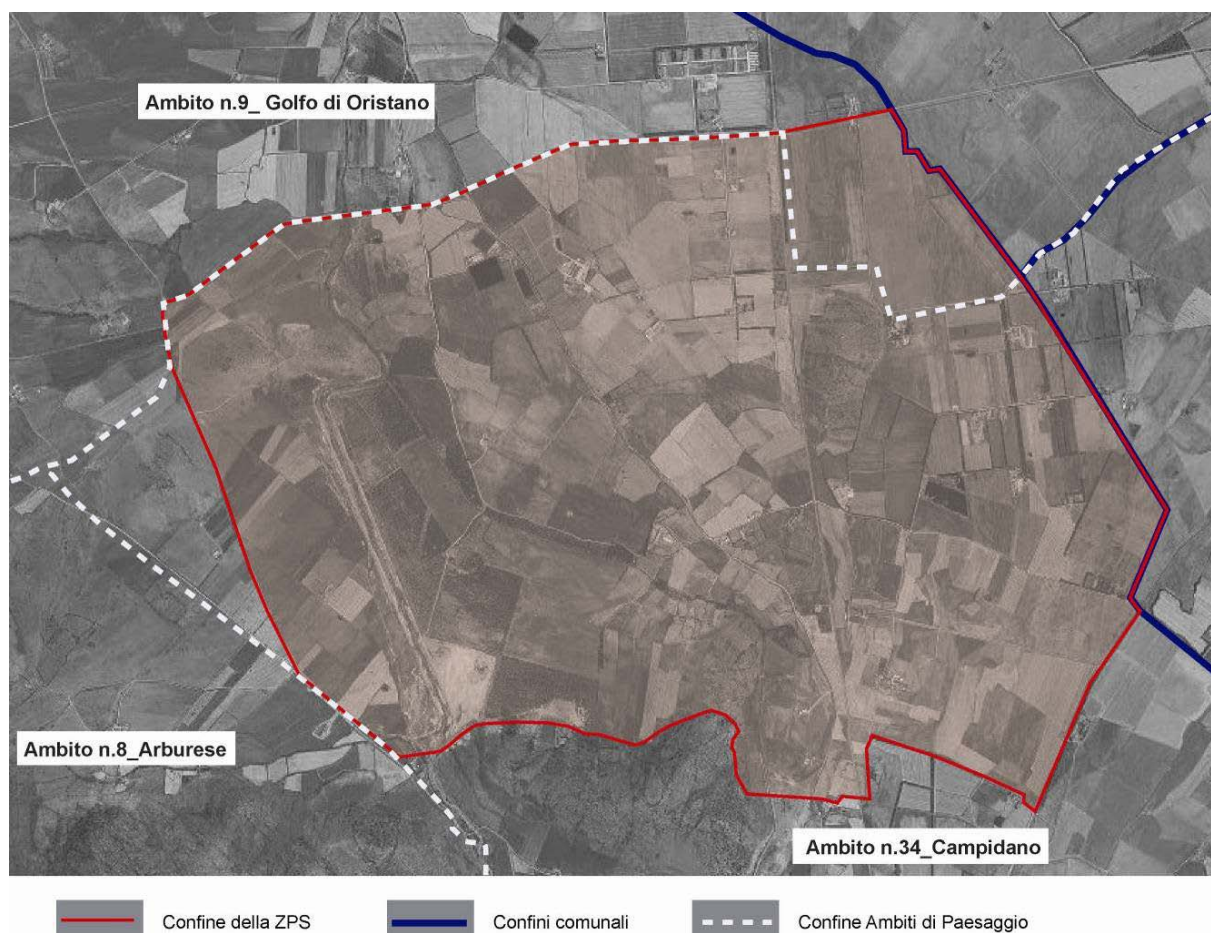 Ambito n.9_ Golfo di Oristano
Ambito n.8_Arburese
Ambito n.34_Campidano
Confine della ZPS
Confini comunali
Confine Ambiti di Paesaggio